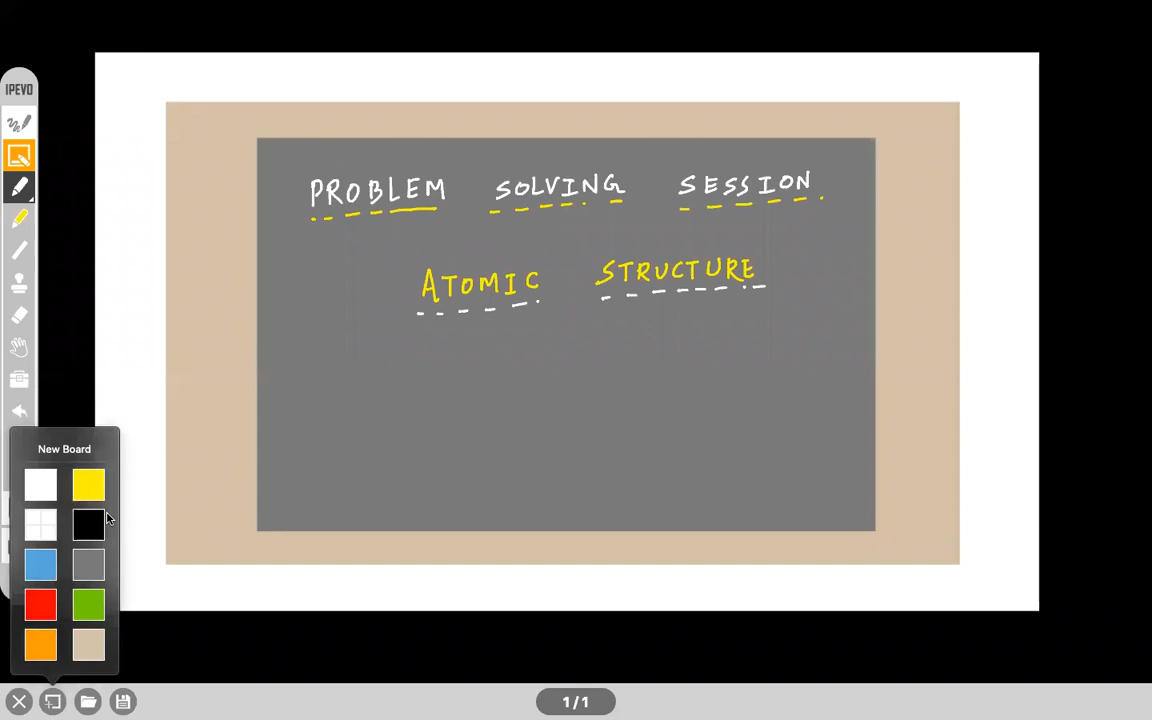 IPEVO
PROBLEM SOLVING SESSION
ATOMIC STRUCTURE
New Board
1/1